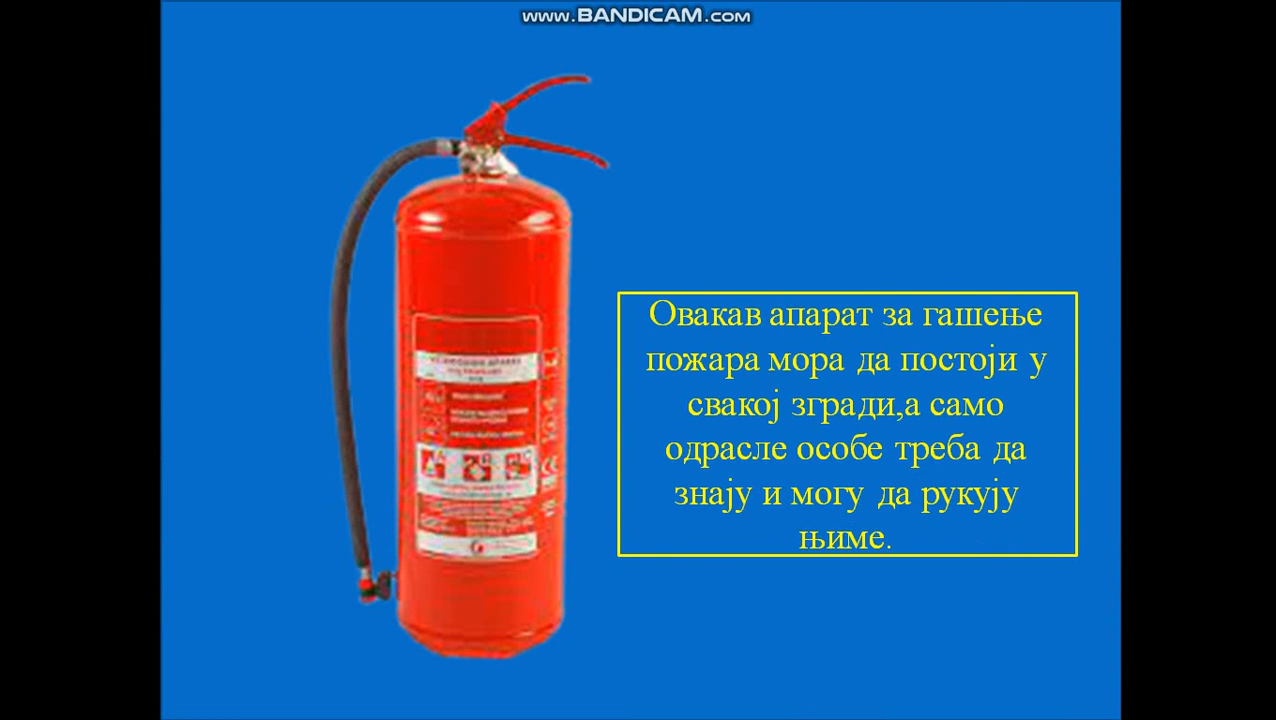 www.BANDICAM.com
Овакав апарат за гашење
пожара мора да постоји у
свакој згради,а само
одрасле особе треба да
знају и могу да рукују
њиме.